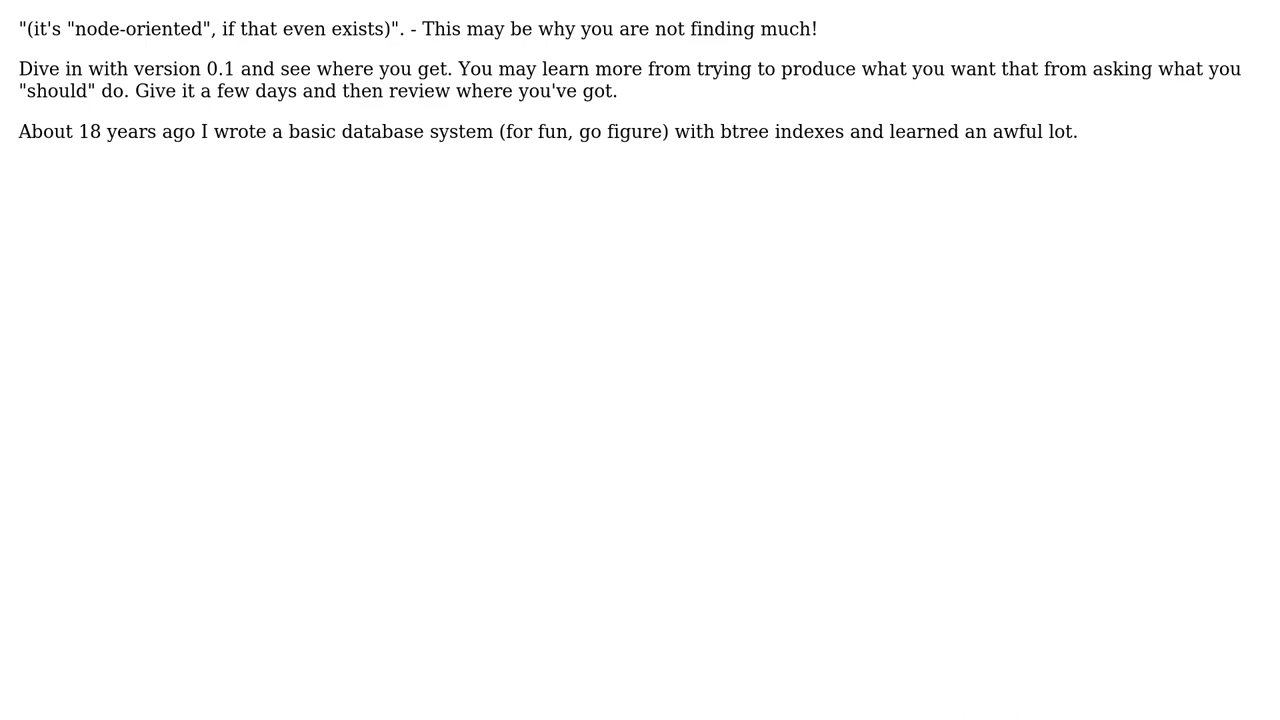 "(it's "node-oriented", if that even exists)". - This may be why you are not finding much!
Dive in with version 0.1 and see where you get. You may learn more from trying to produce what you want that from asking what you
"should" do. Give it a few days and then review where you've got.
About 18 years ago I wrote a basic database system (for fun, go figure) with btree indexes and learned an awful lot.